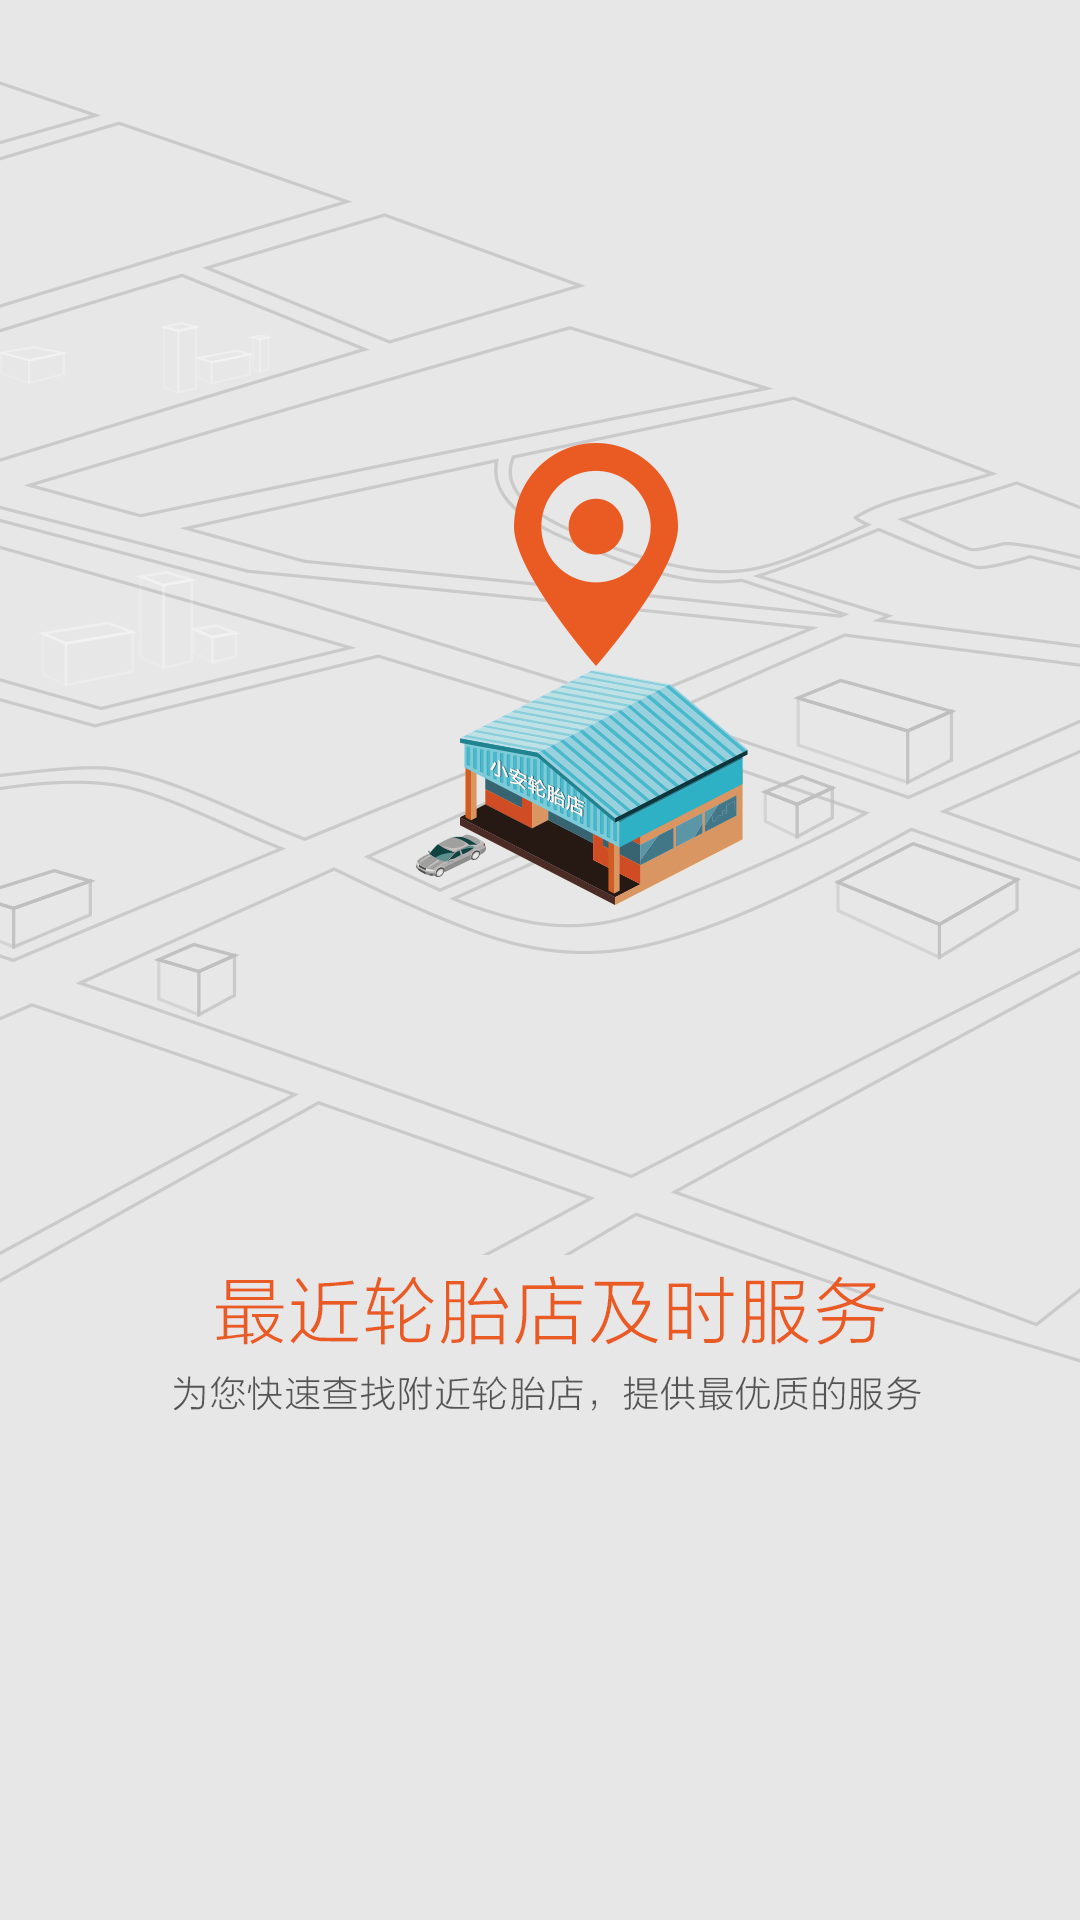 小安轮胎店
最近轮胎店及时服务
为您快速查找附近轮胎店，提供最优质的服务